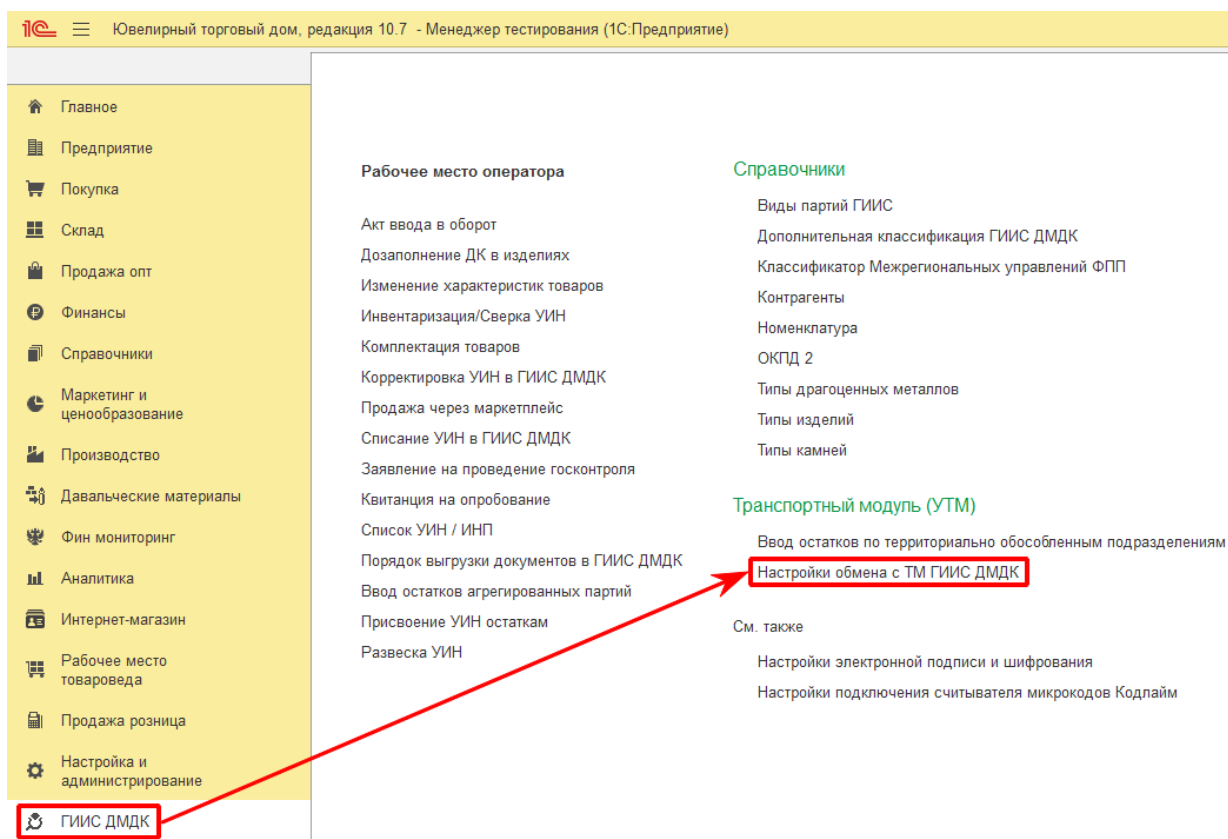 1С Ювелирный торговый дом, редакция 10.7 - Менеджер тестирования (1С:Предприятие)
Главное
Предприятие
Покупка
Склад
Продажа опт
Финансы
Справочники
Маркетинг и
ценообразование
Производство
Давальческие материалы
Фин мониторинг
Аналитика
Интернет-магазин
Рабочее место
товароведа
Продажа розница
Настройка и
администрирование
ГИИС ДМДК
Рабочее место оператора
Акт ввода в оборот
Дозаполнение ДК в изделиях
Изменение характеристик товаров
Инвентаризация/Сверка УИН
Комплектация товаров
Корректировка УИН в ГИИС ДМДК
Продажа через маркетплейс
Списание УИН в ГИИС ДМДК
Заявление на проведение госконтроля
Квитанция на опробование
Список УИН / ИНП
Порядок выгрузки документов в ГИИС ДМДК
Ввод остатков агрегированных партий
Присвоение УИН остаткам
Развеска УИН
Справочники
Виды партий ГИИС
Дополнительная классификация ГИИС ДМДК
Классификатор Межрегиональных управлений ФПП
Контрагенты
Номенклатура
ОКПД 2
Типы драгоценных металлов
Типы изделий
Типы камней
Транспортный модуль (УТМ)
Ввод остатков по территориально обособленным подразделениям
Настройки обмена с ТМ ГИИС ДМДК
См. также
Настройки электронной подписи и шифрования
Настройки подключения считывателя микрокодов Кодлайм